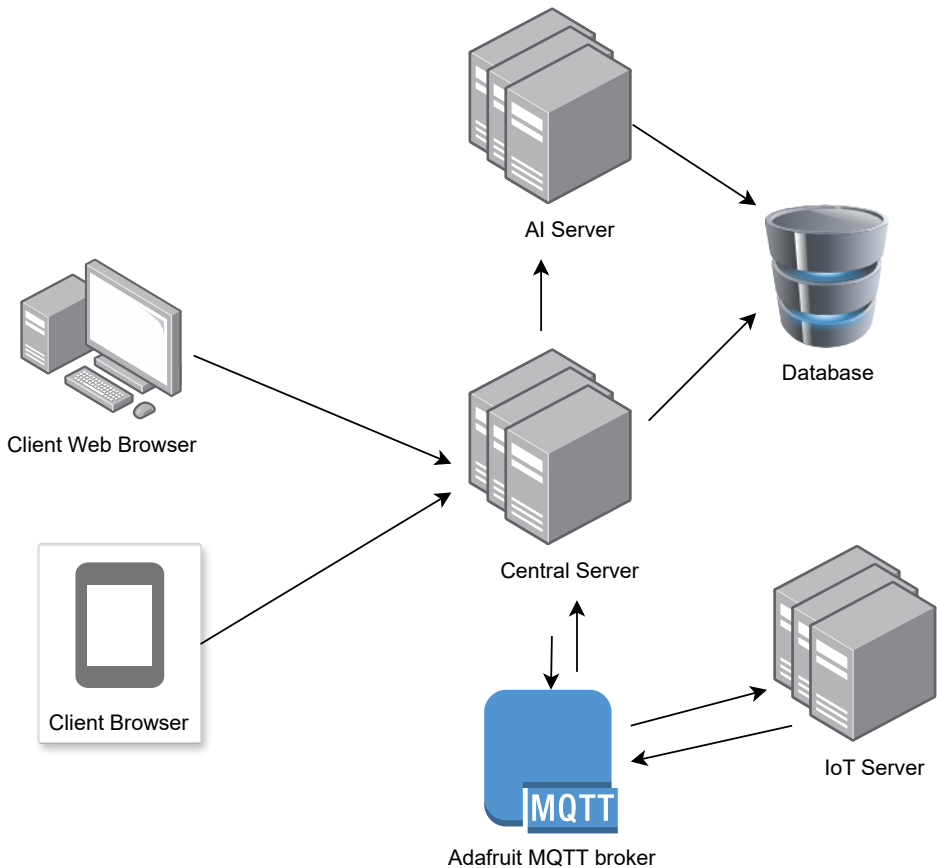 AI Server
Database
Client Web Browser
Central Server
Client Browser
IoT Server
MQTT
Adafruit MQTT broker